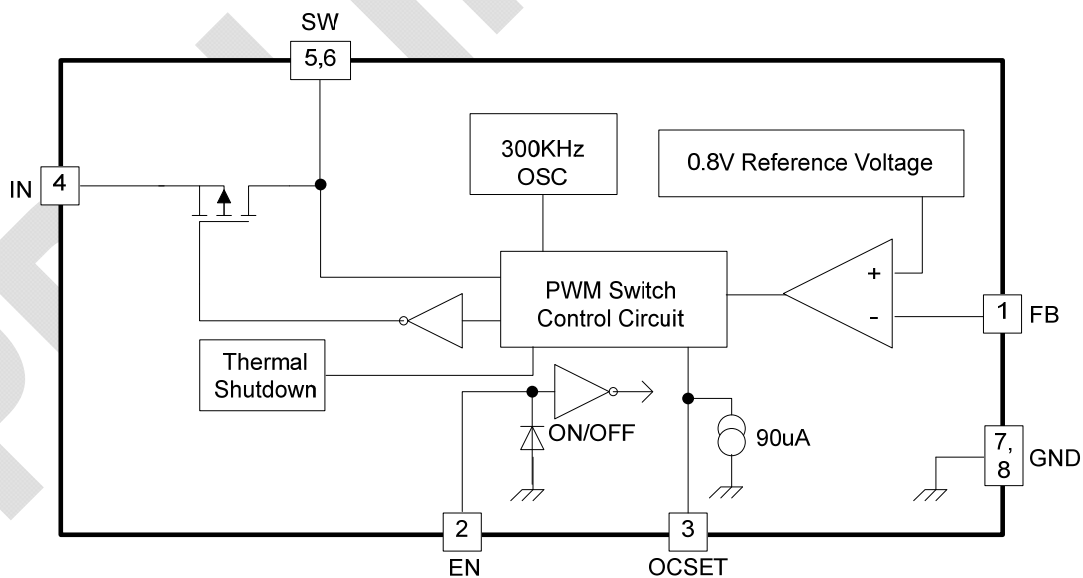 SW
5,6
300KHz
OSC
0.8V Reference Voltage
IN
4
+
-
PWM Switch
Control Circuit
1
FB
Thermal
Shutdown
ON/OFF
90uA
7,
8
GND
2
EN
3
OCSET